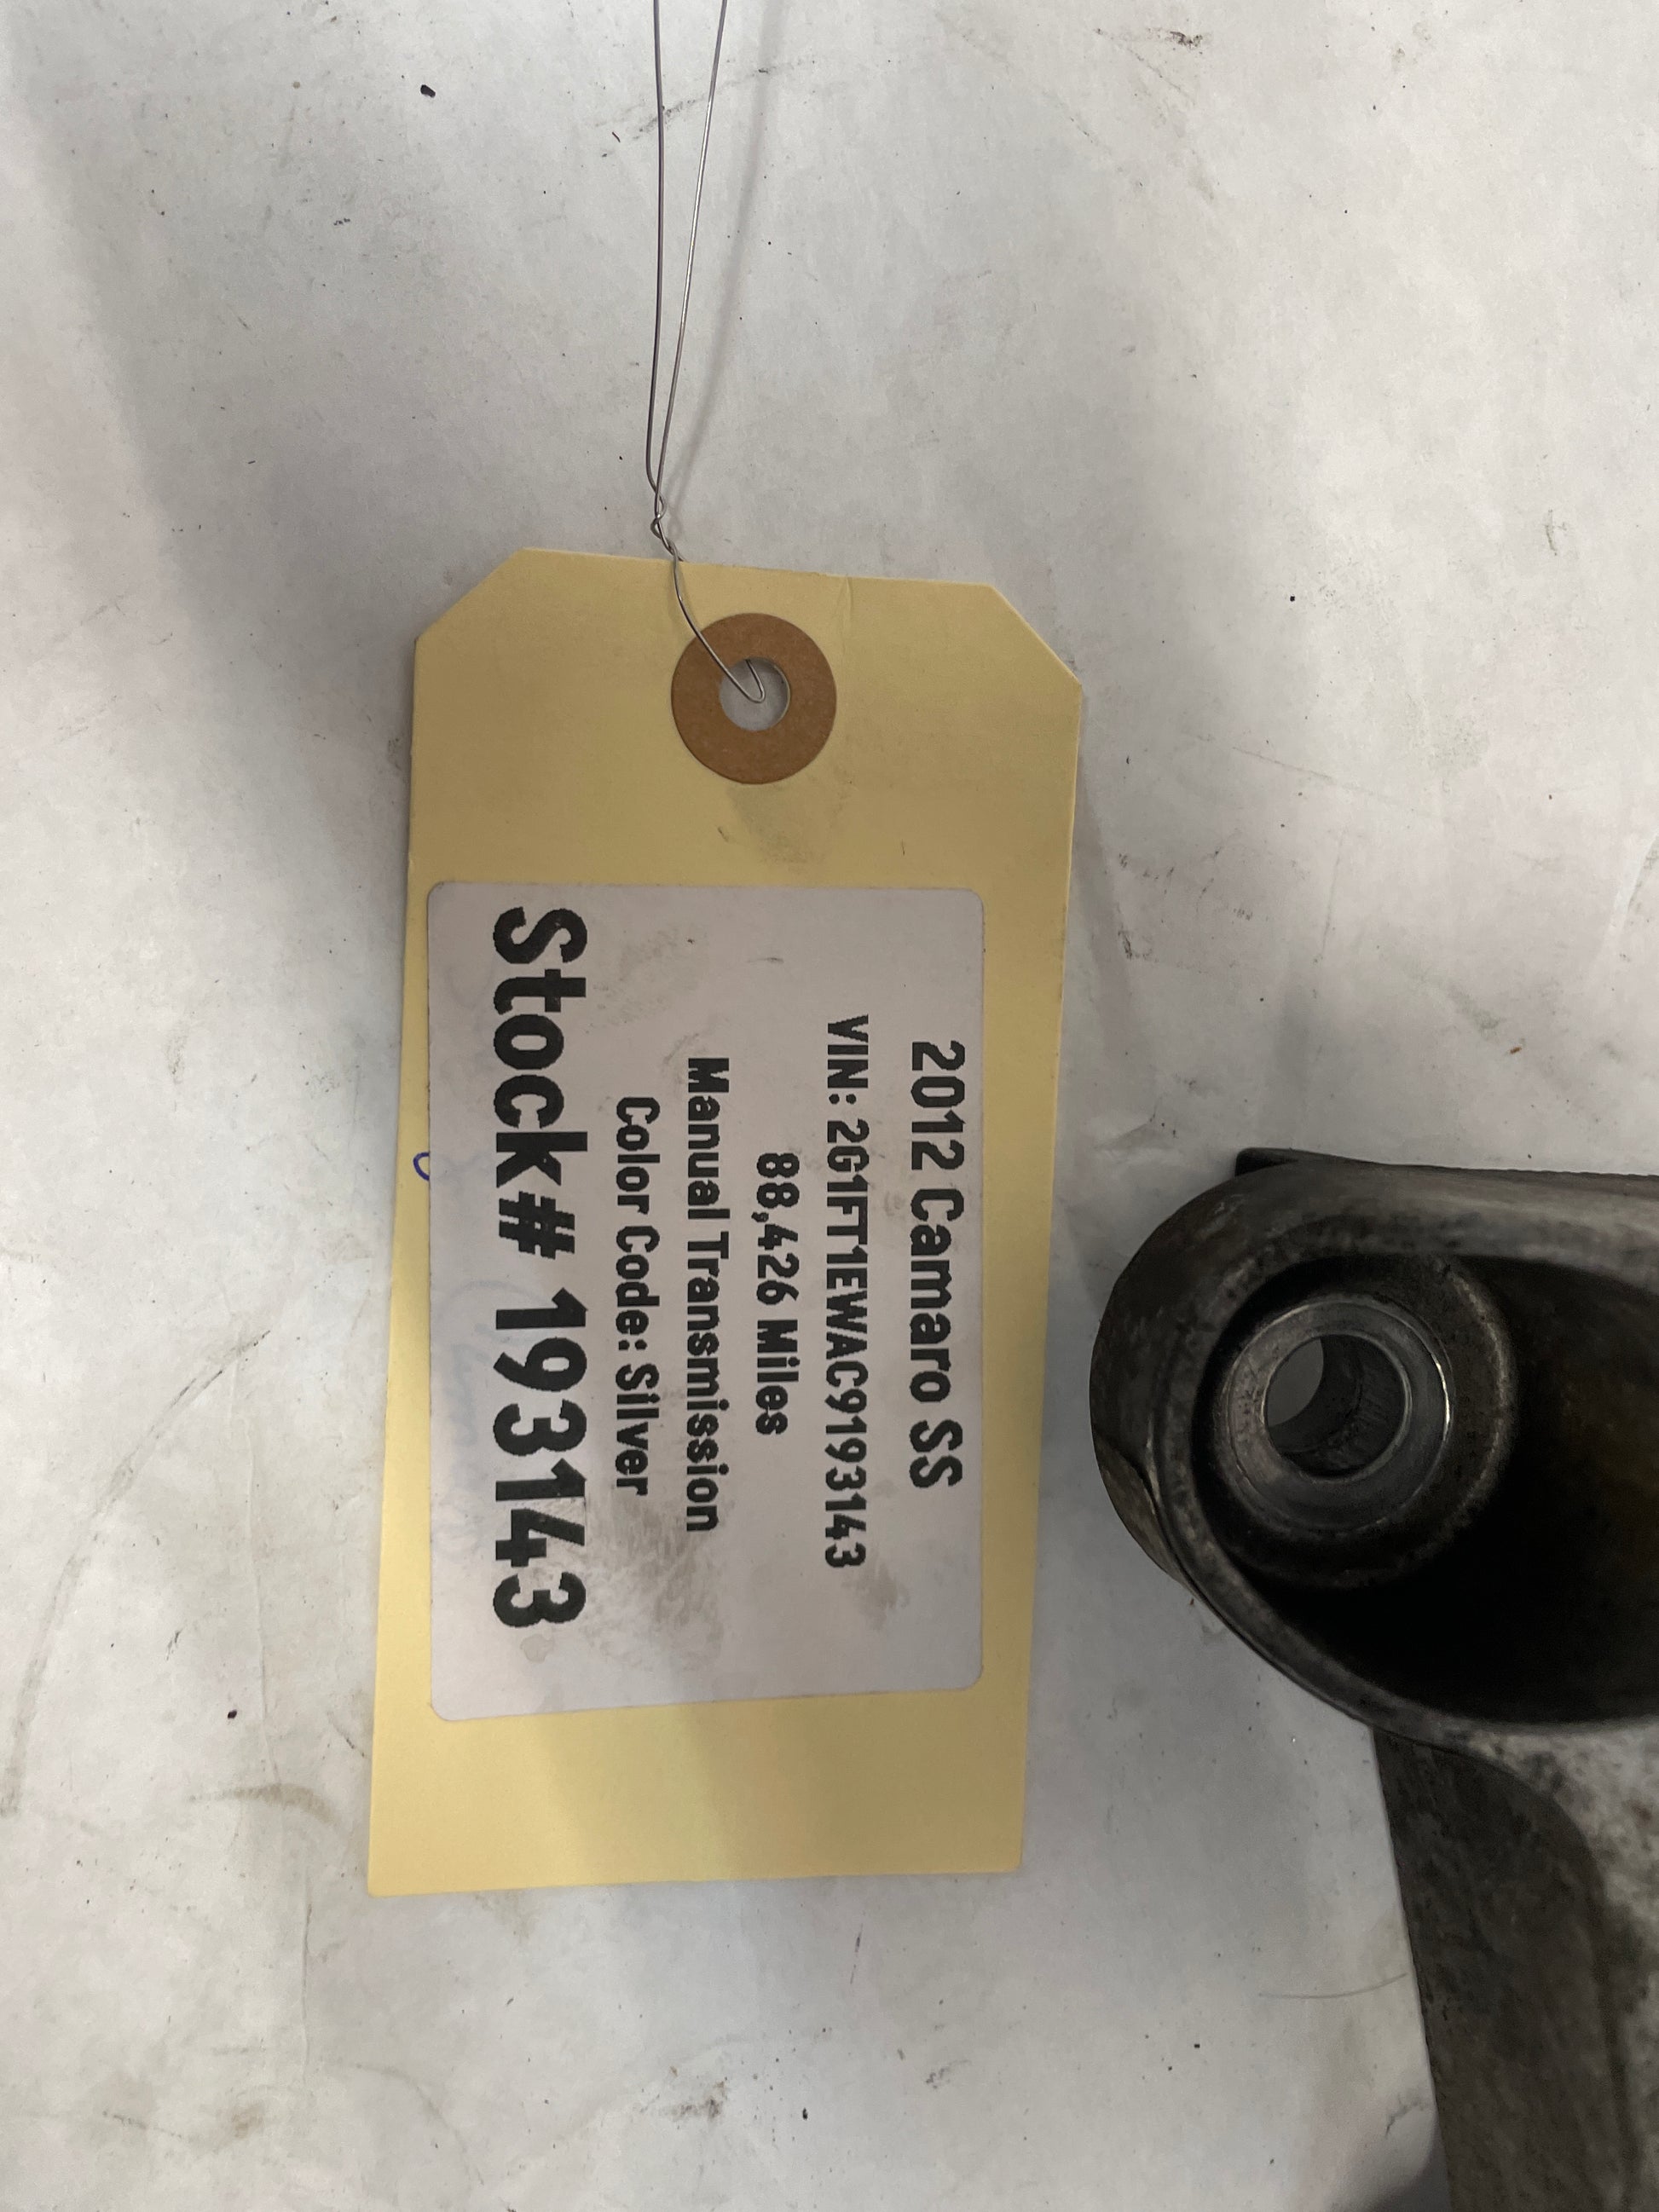 2012 Camaro SS
VIN: 2G1FT1EWAC9193143
88,426 Miles
Manual Transmission
Color Code: Silver
Stock# 193143